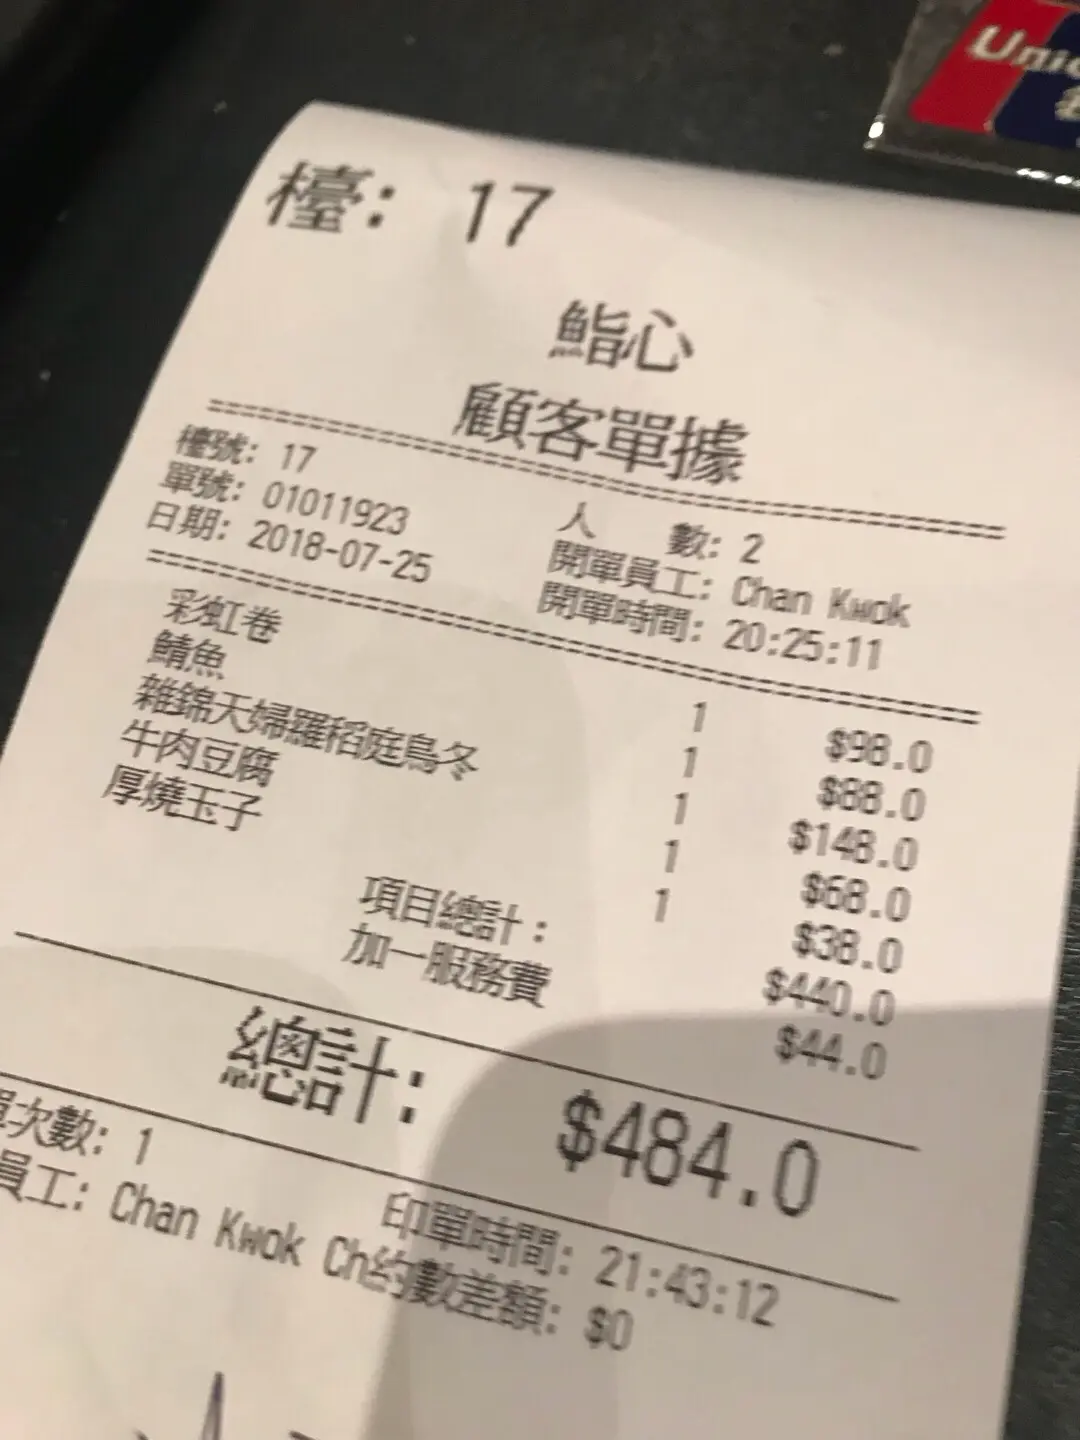 Unio
檯: 17
鮨心
顧客單據
檯號: 17 人 數: 2
單號: 01011923 開單員工: Chan Kwok
日期: 2018-07-25 開單時間: 20:25:11
彩虹卷 1 $98.0
鯖魚 1 $88.0
雜錦天婦羅稻庭鳥冬 1 $148.0
牛肉豆腐 1 $68.0
厚燒玉子 1 $38.0
項目總計: $440.0
加一服務費 $44.0
總計: $484.0
單次數: 1 印單時間: 21:43:12
員工: Chan Kwok Ch約數差額: $0